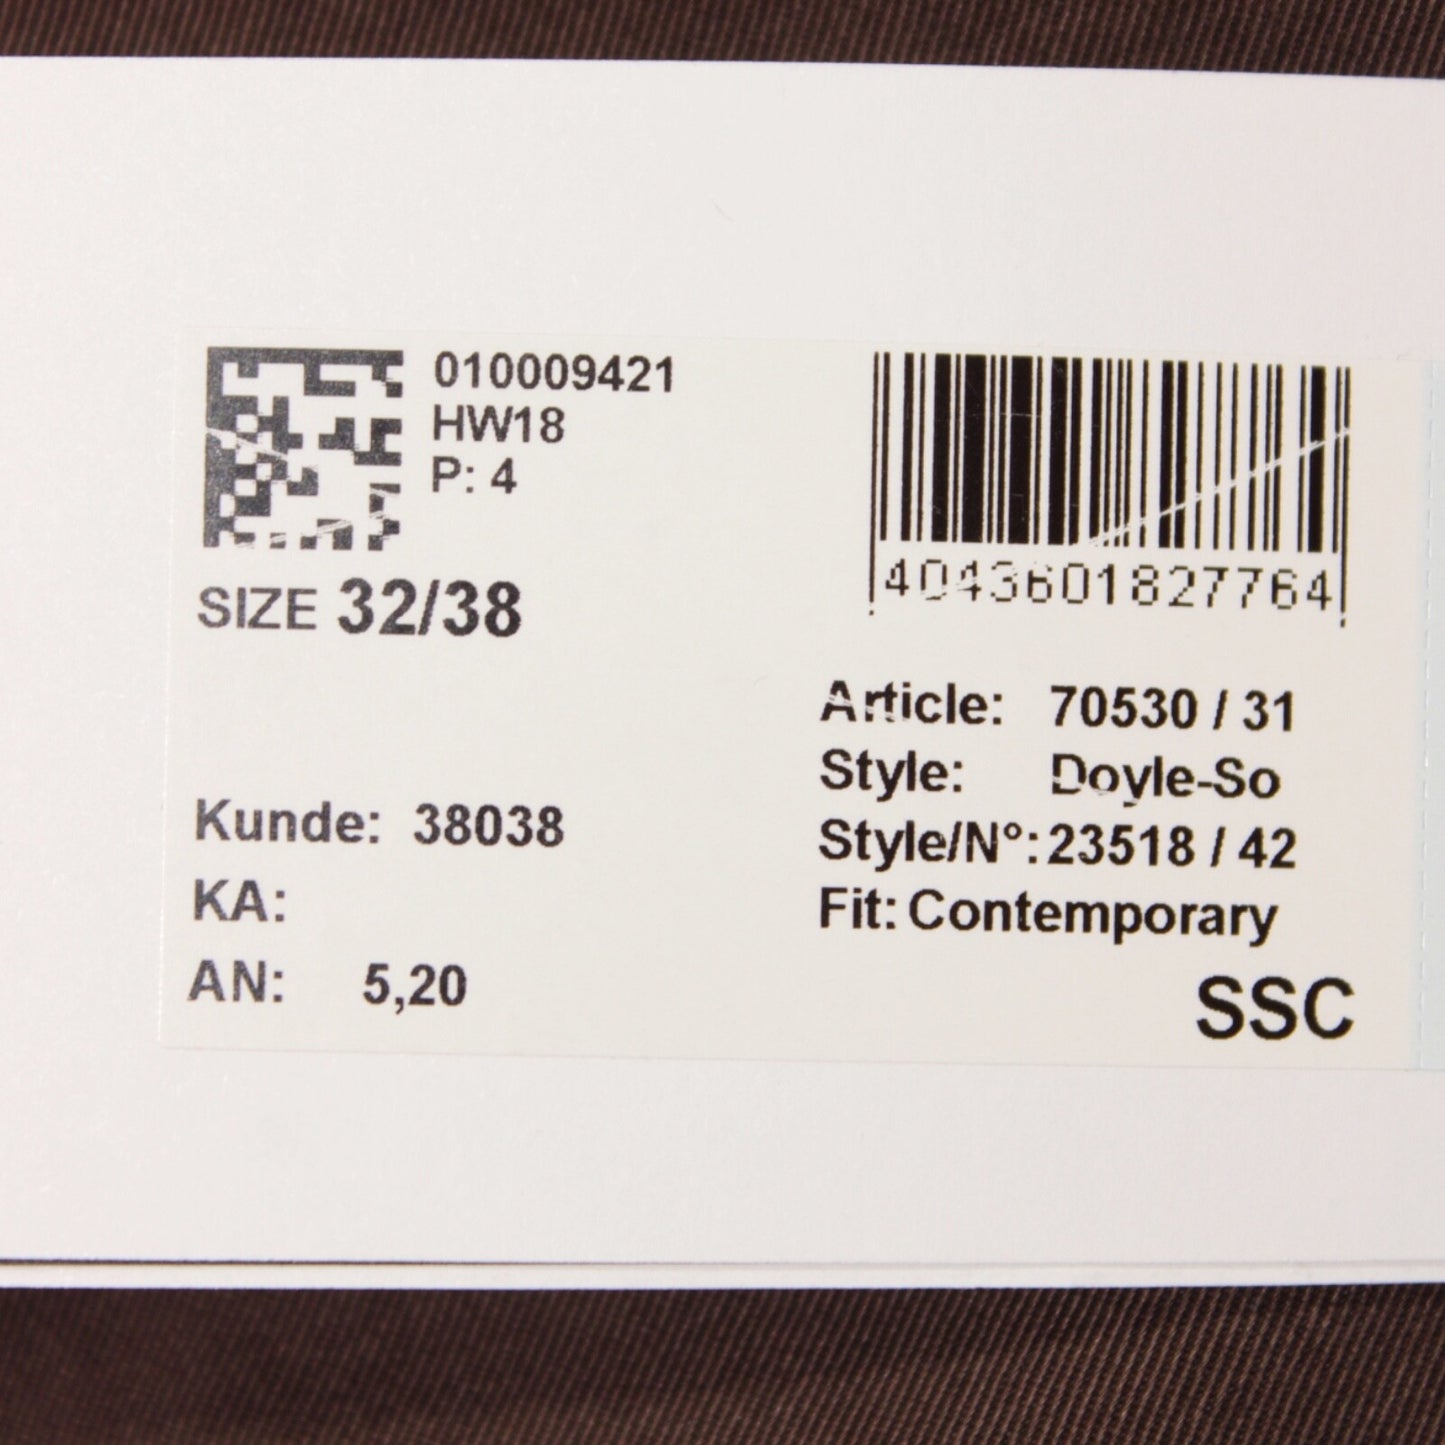 010009421
HW18
P: 4
SIZE 32/38
Kunde: 38038
KA:
AN: 5,20
4043601827764
Article: 70530 / 31
Style: Doyle-So
Style/N°: 23518 / 42
Fit: Contemporary
SSC